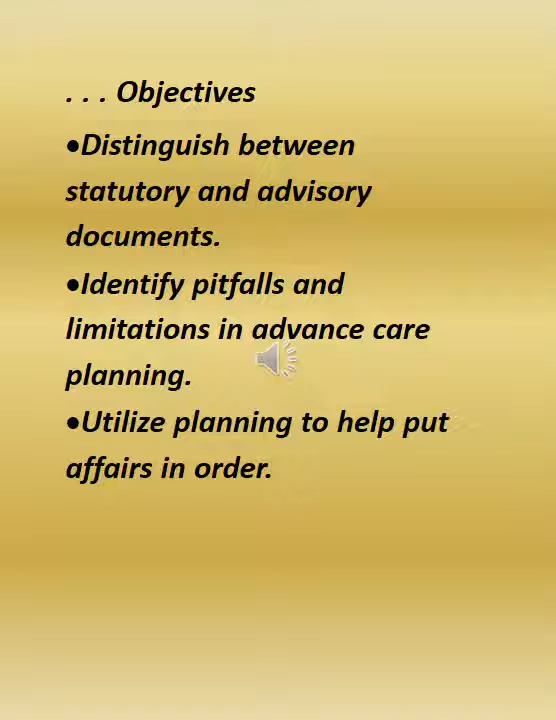 . . . Objectives
•Distinguish between
statutory and advisory
documents.
•Identify pitfalls and
limitations in advance care
planning.
•Utilize planning to help put
affairs in order.